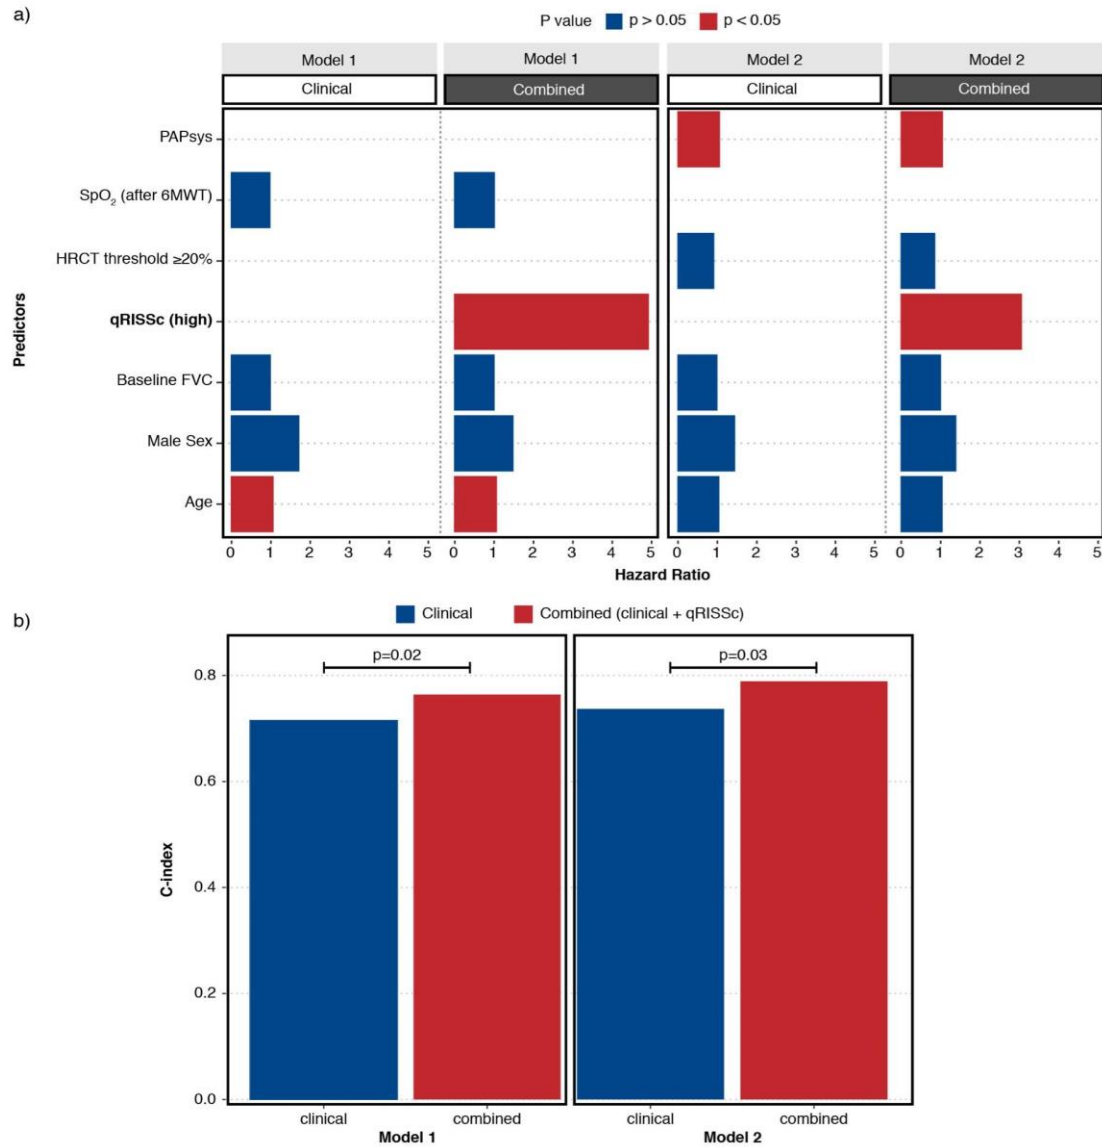 a)
P value p > 0.05 p < 0.05
Model 1 Model 1 Model 2 Model 2
Clinical Combined Clinical Combined
Predictors
PAPsys
SpO₂ (after 6MWT)
HRCT threshold ≥20%
qRISSc (high)
Baseline FVC
Male Sex
Age
0 1 2 3 4 5 0 1 2 3 4 5 0 1 2 3 4 5 0 1 2 3 4 5
Hazard Ratio
b)
Clinical Combined (clinical + qRISSc)
p=0.02 p=0.03
C-index
0.8
0.6
0.4
0.2
0.0
clinical combined clinical combined
Model 1 Model 2